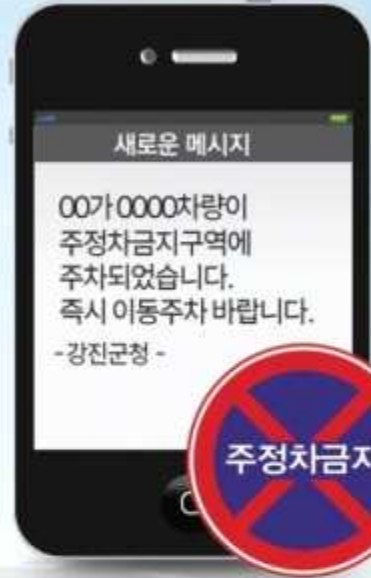 새로운 메시지
00가 0000차량이
주정차금지구역에
주차되었습니다.
즉시 이동주차 바랍니다.
-강진군청-
주정차금지